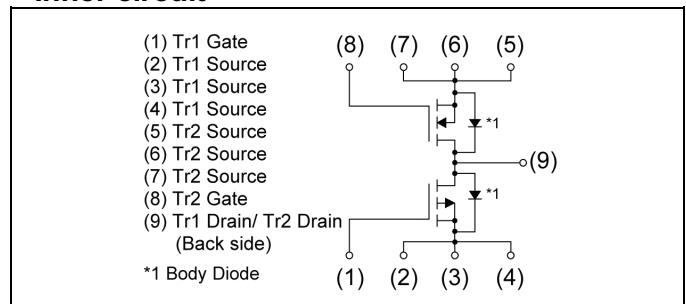 (1) Tr1 Gate
(2) Tr1 Source
(3) Tr1 Source
(4) Tr1 Source
(5) Tr2 Source
(6) Tr2 Source
(7) Tr2 Source
(8) Tr2 Gate
(9) Tr1 Drain/ Tr2 Drain
(Back side)
*1 Body Diode
(8) (7) (6) (5)
*1
(9)
*1
(1) (2) (3) (4)